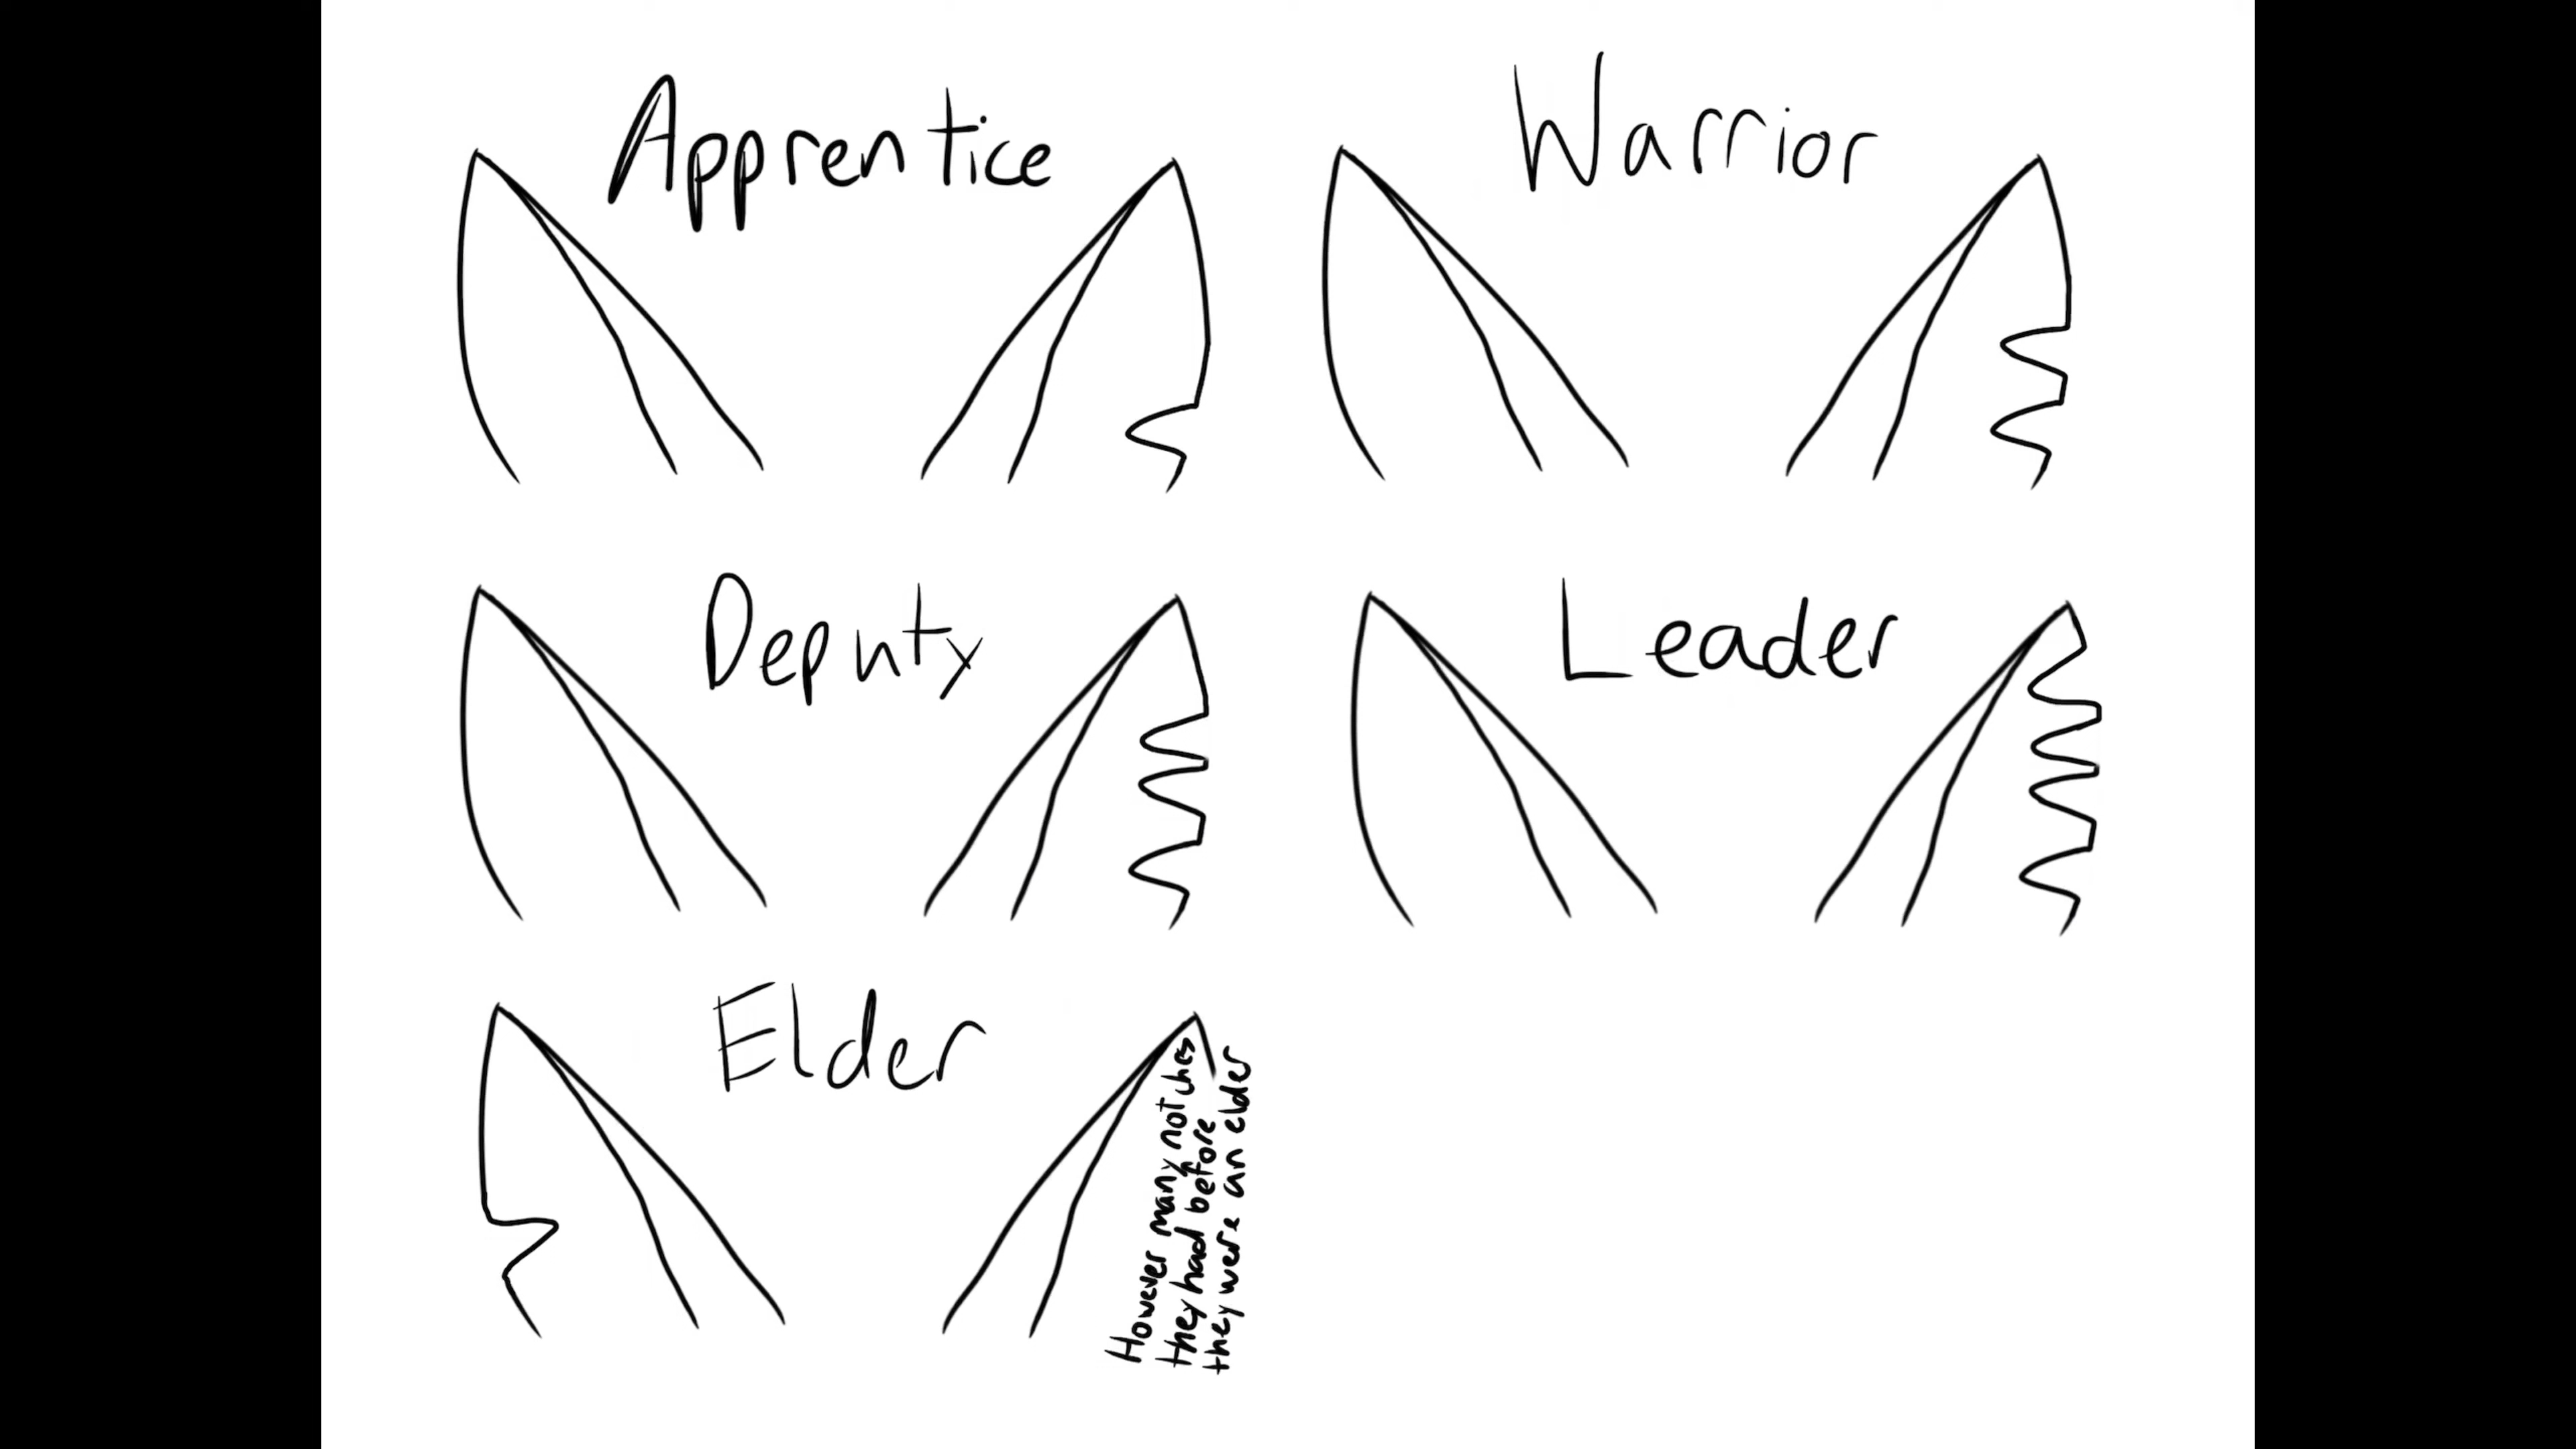 Apprentice
Warrior
Deputy
Leader
Elder
However many notches
they had before
they were an elder